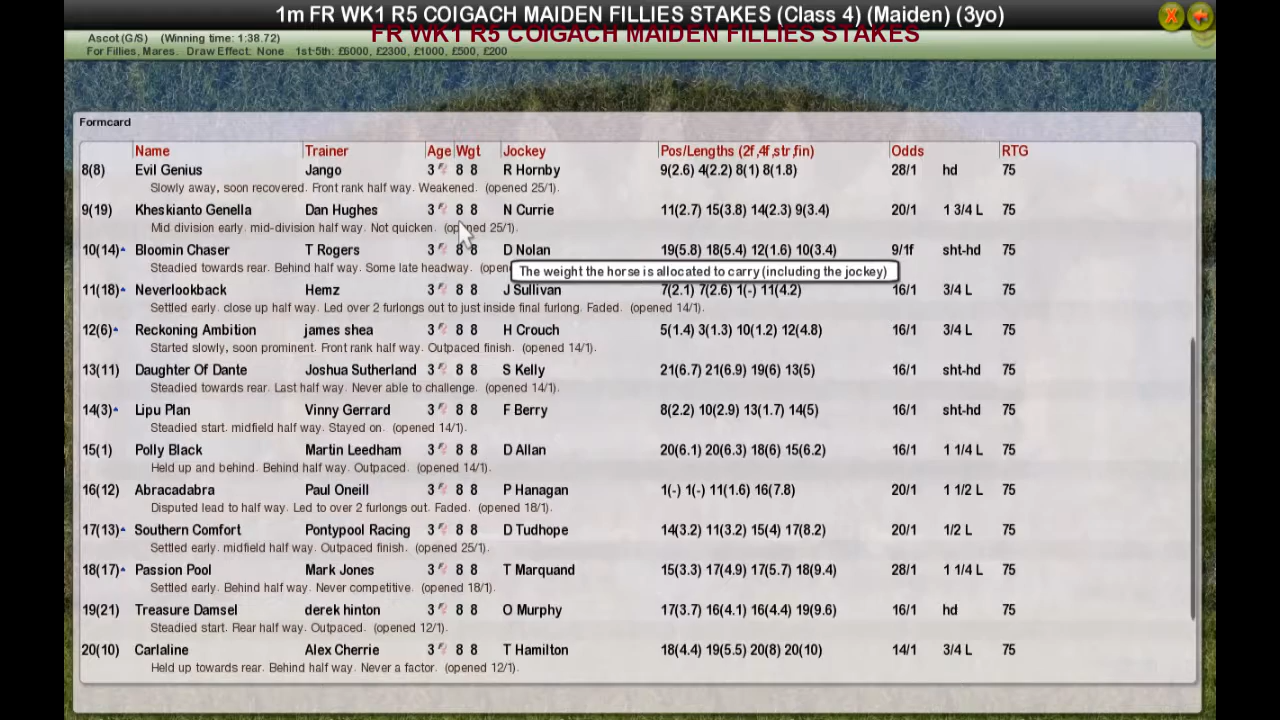 1m FR WK1 R5 COIGACH MAIDEN FILLIES STAKES (Class 4) (Maiden) (3yo)
FR WK1 R5 COIGACH MAIDEN FILLIES STAKES
Ascot (G/S) (Winning time: 1:38.72)
For Fillies, Mares. Draw Effect: None 1st-5th: £6000, £2300, £1000, £500, £200
Formcard
Name Trainer Age Wgt Jockey Pos/Lengths (2f,4f,str,fin) Odds RTG
8(8) Evil Genius Jango 3 8 8 R Hornby 9(2.6) 4(2.2) 8(1) 8(1.8) 28/1 hd 75
Slowly away, soon recovered. Front rank half way. Weakened. (opened 25/1).
9(19) Kheskianto Genella Dan Hughes 3 8 8 N Currie 11(2.7) 15(3.8) 14(2.3) 9(3.4) 20/1 1 3/4 L 75
Mid division early. mid-division half way. Not quicken. (opened 25/1).
10(14) Bloomin Chaser T Rogers 3 8 8 D Nolan 19(5.8) 18(5.4) 12(1.6) 10(3.4) 9/1f sht-hd 75
Steadied towards rear. Behind half way. Some late headway. (open
The weight the horse is allocated to carry (including the jockey)
11(18) Neverlookback Hemz 3 8 8 J Sullivan 7(2.1) 7(2.6) 1(-) 11(4.2) 16/1 3/4 L 75
Settled early. close up half way. Led over 2 furlongs out to just inside final furlong. Faded. (opened 14/1).
12(6) Reckoning Ambition james shea 3 8 8 H Crouch 5(1.4) 3(1.3) 10(1.2) 12(4.8) 16/1 3/4 L 75
Started slowly, soon prominent. Front rank half way. Outpaced finish. (opened 14/1).
13(11) Daughter Of Dante Joshua Sutherland 3 8 8 S Kelly 21(6.7) 21(6.9) 19(6) 13(5) 16/1 sht-hd 75
Steadied towards rear. Last half way. Never able to challenge. (opened 14/1).
14(3) Lipu Plan Vinny Gerrard 3 8 8 F Berry 8(2.2) 10(2.9) 13(1.7) 14(5) 16/1 sht-hd 75
Steadied start. midfield half way. Stayed on. (opened 14/1).
15(1) Polly Black Martin Leedham 3 8 8 D Allan 20(6.1) 20(6.3) 18(6) 15(6.2) 16/1 1 1/4 L 75
Held up and behind. Behind half way. Outpaced. (opened 14/1).
16(12) Abracadabra Paul Oneill 3 8 8 P Hanagan 1(-) 1(-) 11(1.6) 16(7.8) 20/1 1 1/2 L 75
Disputed lead to half way. Led to over 2 furlongs out. Faded. (opened 18/1).
17(13) Southern Comfort Pontypool Racing 3 8 8 D Tudhope 14(3.2) 11(3.2) 15(4) 17(8.2) 20/1 1/2 L 75
Settled early. midfield half way. Outpaced finish. (opened 25/1).
18(17) Passion Pool Mark Jones 3 8 8 T Marquand 15(3.3) 17(4.9) 17(5.7) 18(9.4) 28/1 1 1/4 L 75
Settled early. Behind half way. Never competitive. (opened 18/1).
19(21) Treasure Damsel derek hinton 3 8 8 O Murphy 17(3.7) 16(4.1) 16(4.4) 19(9.6) 16/1 hd 75
Steadied start. Rear half way. Outpaced. (opened 12/1).
20(10) Carlaline Alex Cherrie 3 8 8 T Hamilton 18(4.4) 19(5.5) 20(8) 20(10) 14/1 3/4 L 75
Held up towards rear. Behind half way. Never a factor. (opened 12/1).